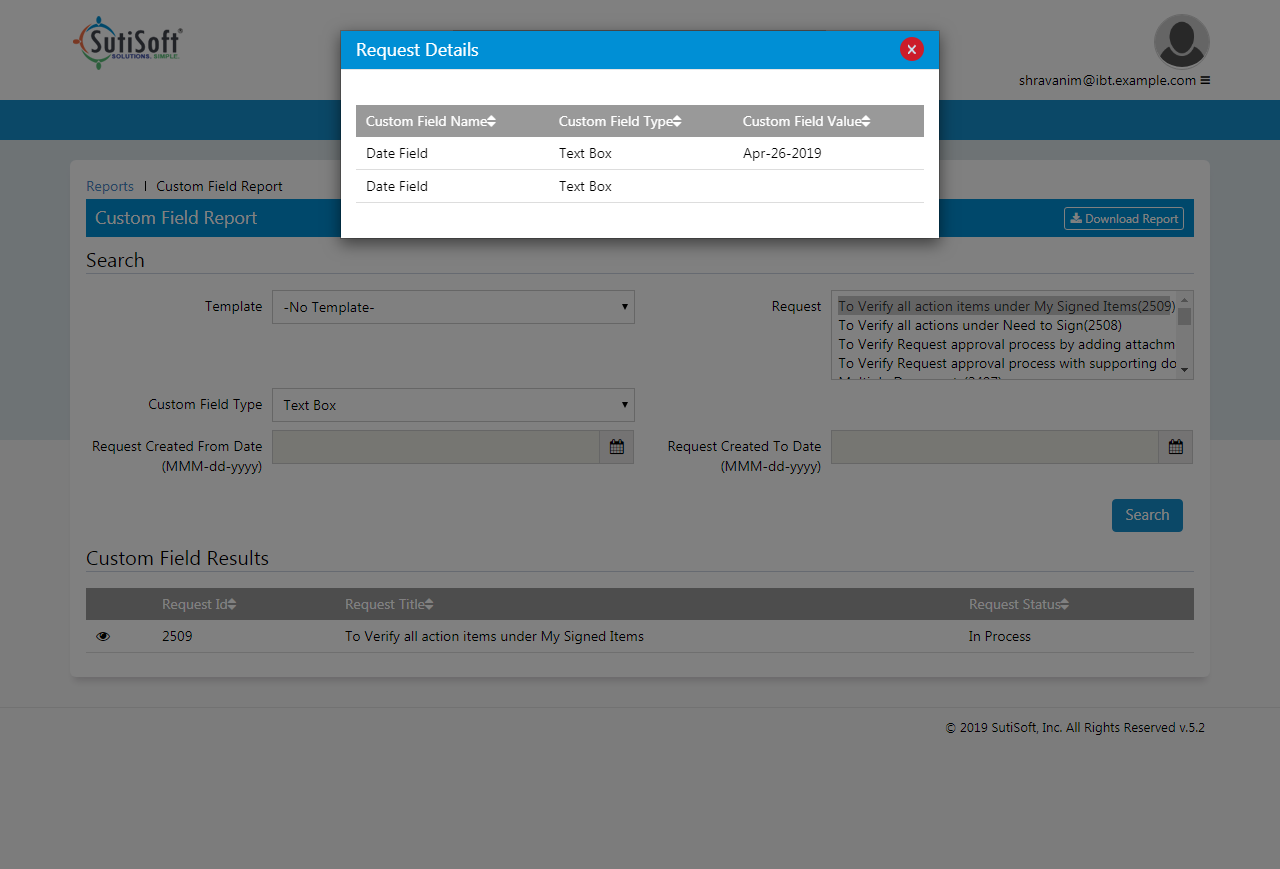 SutiSoft
SOLUTIONS. SIMPLE.
Request Details
shravanim@ibt.example.com
Custom Field Name Custom Field Type Custom Field Value
Date Field Text Box Apr-26-2019
Date Field Text Box
Reports | Custom Field Report
Custom Field Report Download Report
Search
Template -No Template- Request
To Verify all action items under My Signed Items(2509)
To Verify all actions under Need to Sign(2508)
To Verify Request approval process by adding attachm
To Verify Request approval process with supporting do
Custom Field Type Text Box
Request Created From Date Request Created To Date
(MMM-dd-yyyy) (MMM-dd-yyyy)
Search
Custom Field Results
Request Id Request Title Request Status
2509 To Verify all action items under My Signed Items In Process
© 2019 SutiSoft, Inc. All Rights Reserved v.5.2